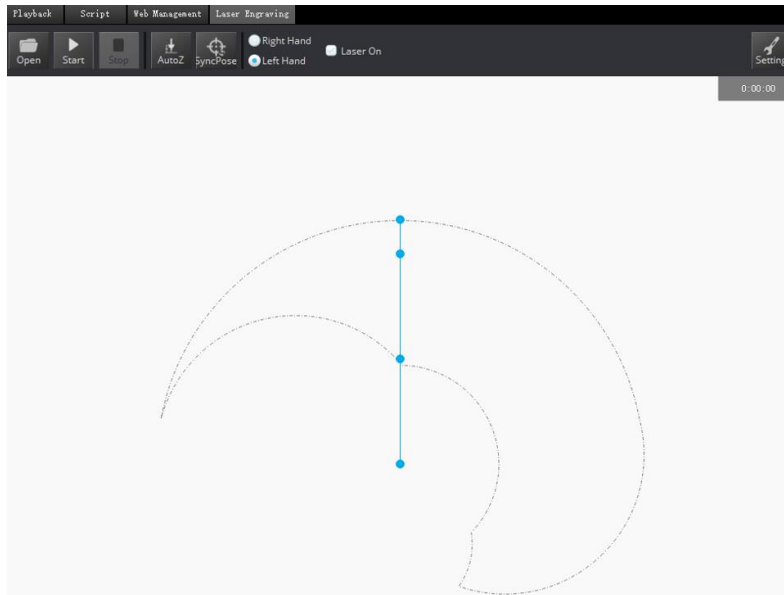 Playback Script Web Management Laser Engraving
Right Hand
Laser On
Left Hand
Open Start Stop AutoZ SyncPose Setting
0:00:00